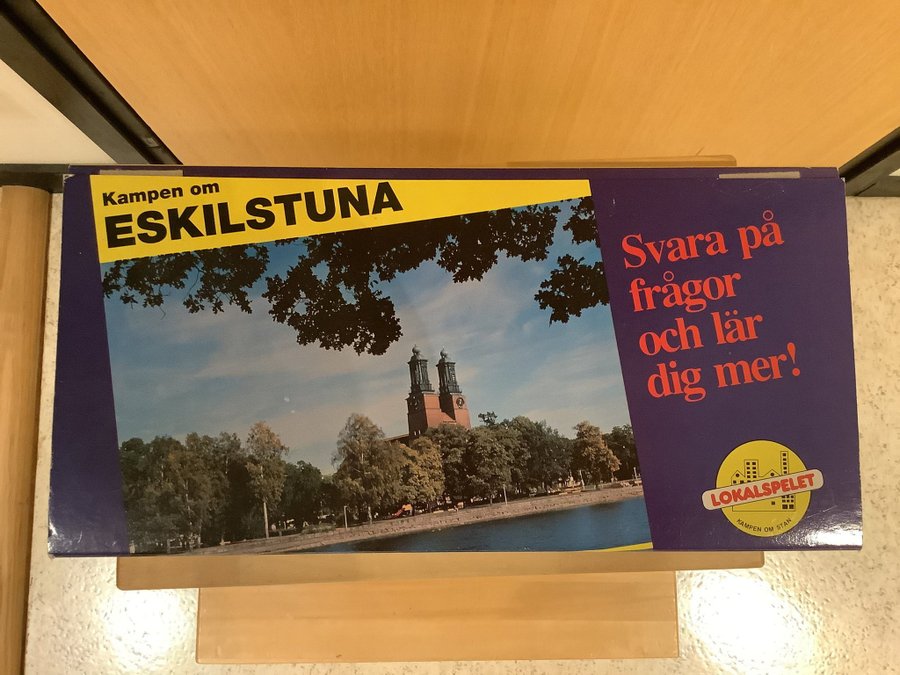 Kampen om
ESKILSTUNA
Svara på
frågor
och lär
dig mer!
LOKALSPELET
KAMPEN OM STAN